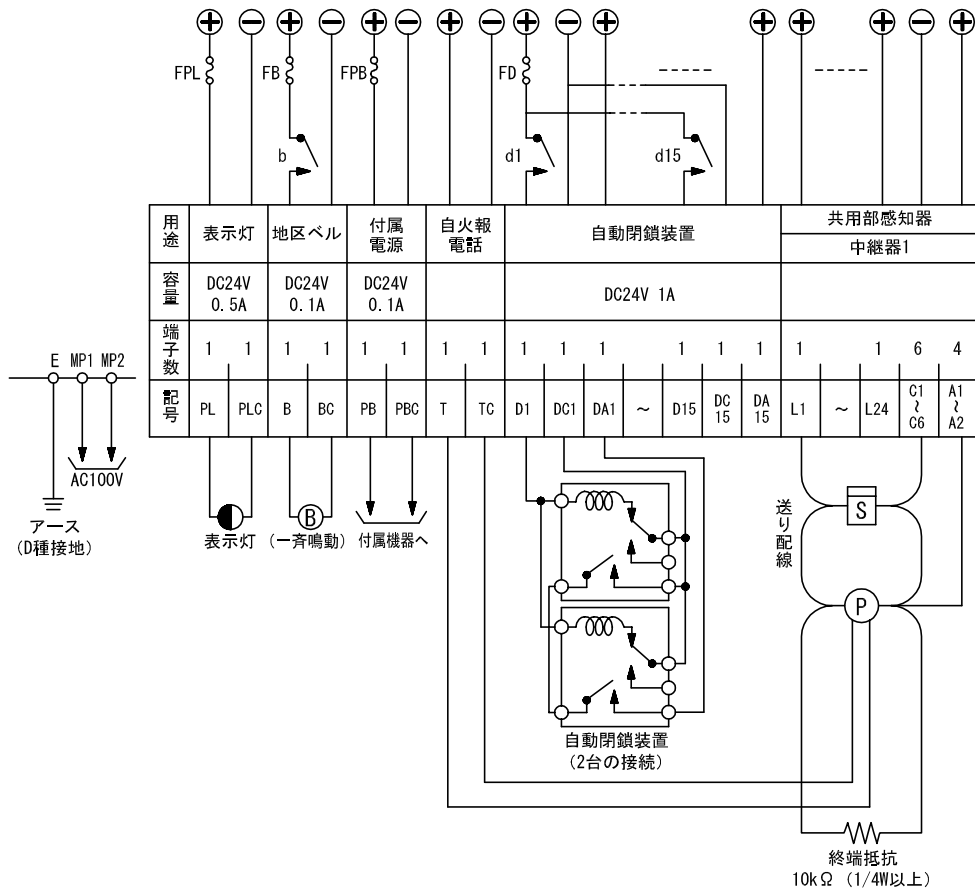 FPL
FB
FPB
FD
b
d1
d15
用途
表示灯
地区ベル
付属
電源
自火報
電話
自動閉鎖装置
共用部感知器
中継器1
容量
DC24V
0.5A
DC24V
0.1A
DC24V
0.1A
DC24V 1A
端子数
1 1 1 1 1 1 1 1 1 1 1 1 1 1 1 1 6 4
記号
PL PLC B BC PB PBC T TC D1 DC1 DA1 ～ D15 DC15 DA15 L1 ～ L24 C1～C6 A1～A2
E MP1 MP2
AC100V
アース
(D種接地)
表示灯
B
(一斉鳴動)
付属機器へ
自動閉鎖装置
(2台の接続)
送り配線
S
P
終端抵抗
10kΩ (1/4W以上)